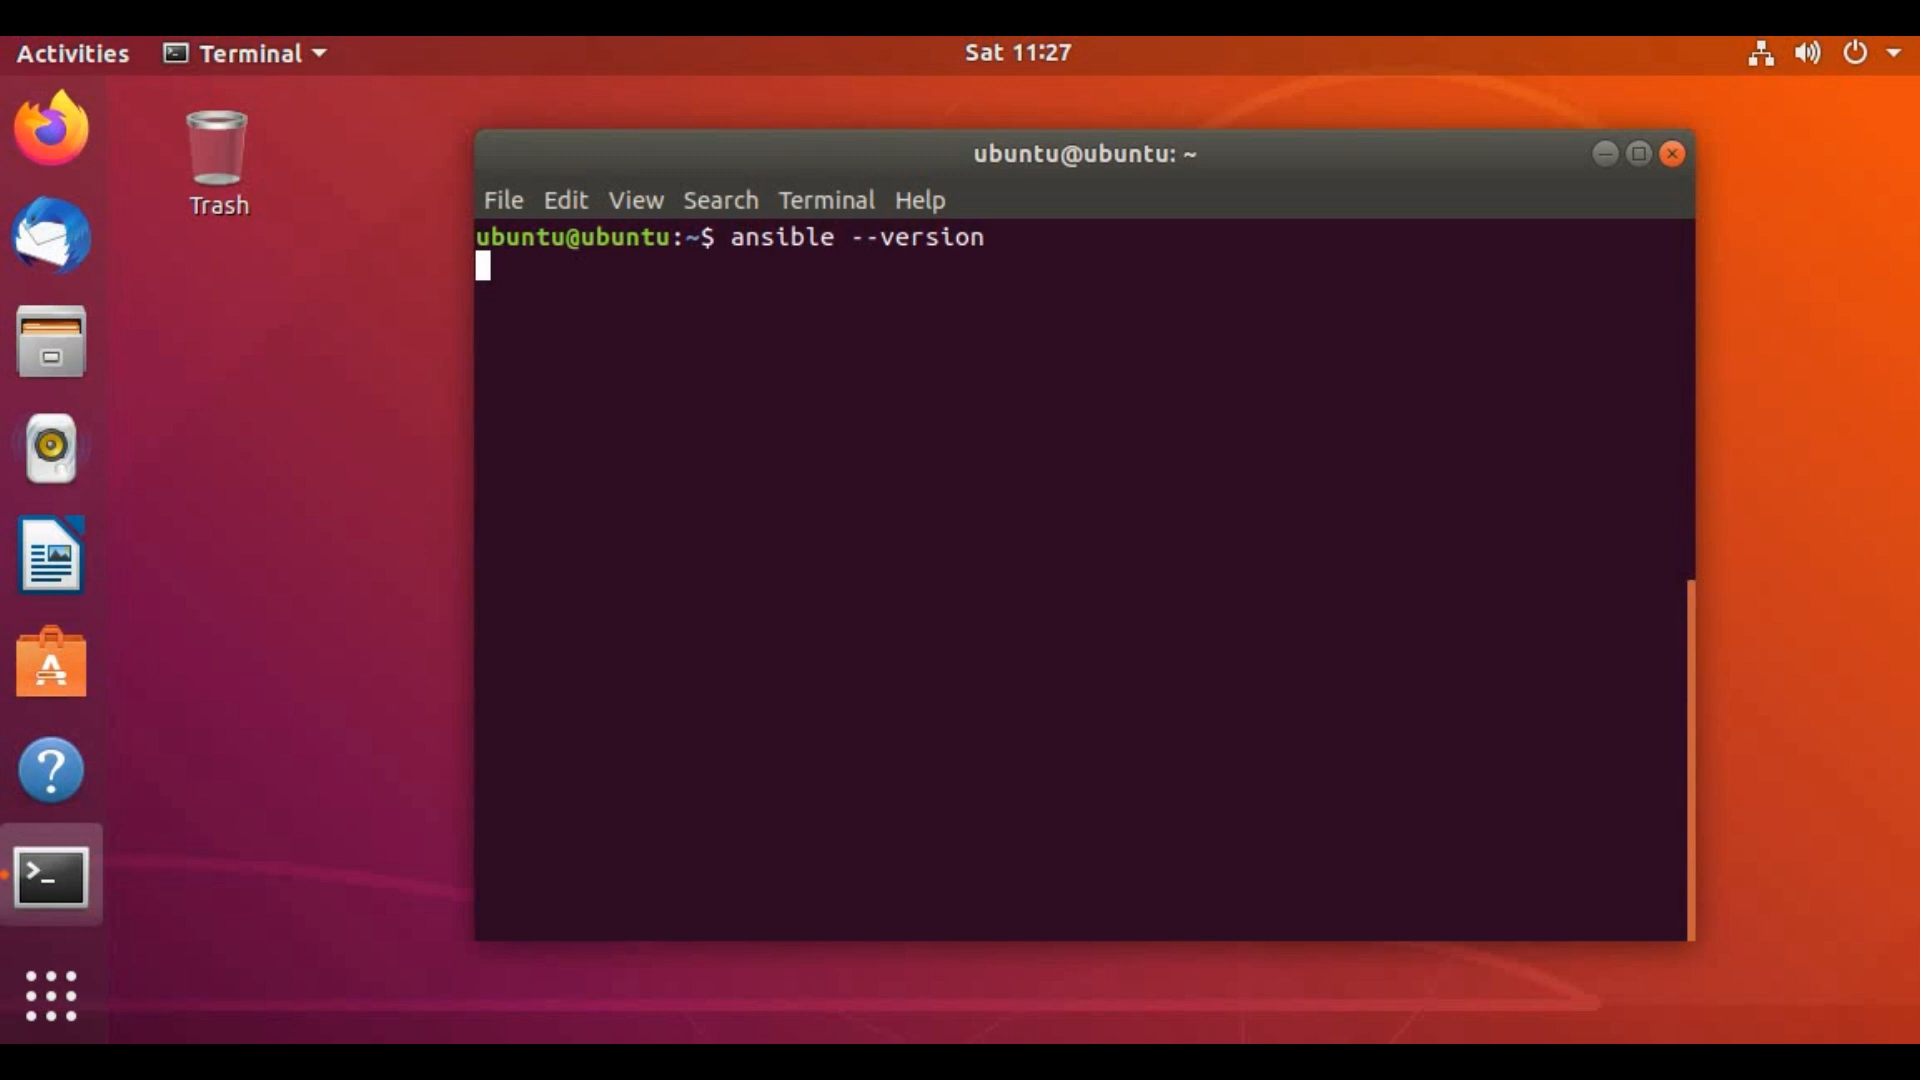 Activities Terminal Sat 11:27
Trash
ubuntu@ubuntu: ~
File Edit View Search Terminal Help
ubuntu@ubuntu:~$ ansible --version